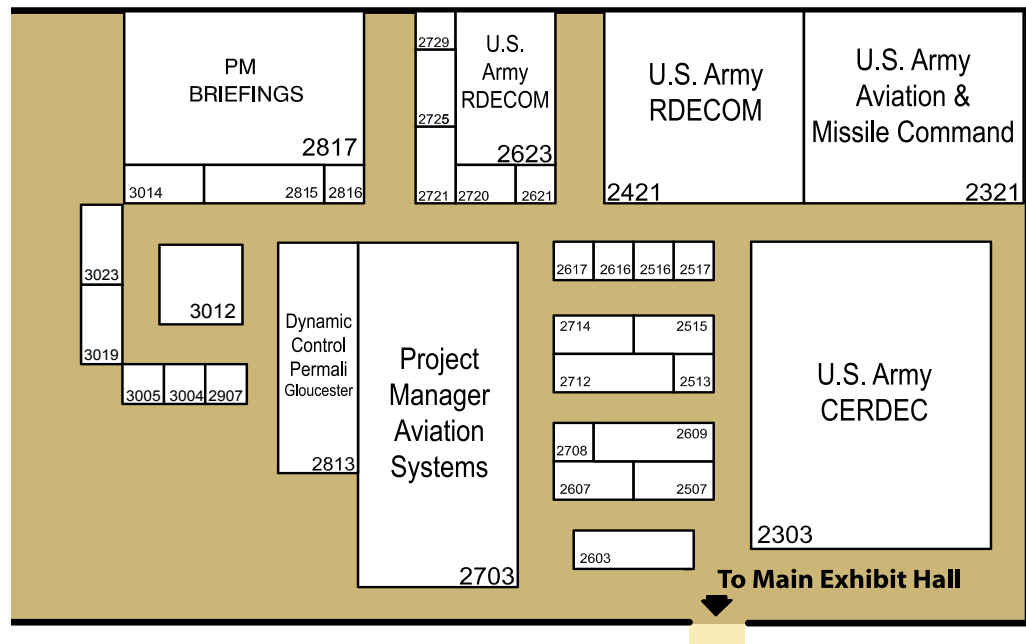 PM
BRIEFINGS
2817
3014
2815
2816
2729
2725
2721
U.S.
Army
RDECOM
2623
2720
2621
U.S. Army
RDECOM
2421
U.S. Army
Aviation &
Missile Command
2321
3023
3019
3012
3005
3004
2907
Dynamic
Control
Permali
Gloucester
2813
Project
Manager
Aviation
Systems
2703
2617
2616
2516
2517
2714
2515
2712
2513
2708
2609
2607
2507
2603
U.S. Army
CERDEC
2303
To Main Exhibit Hall